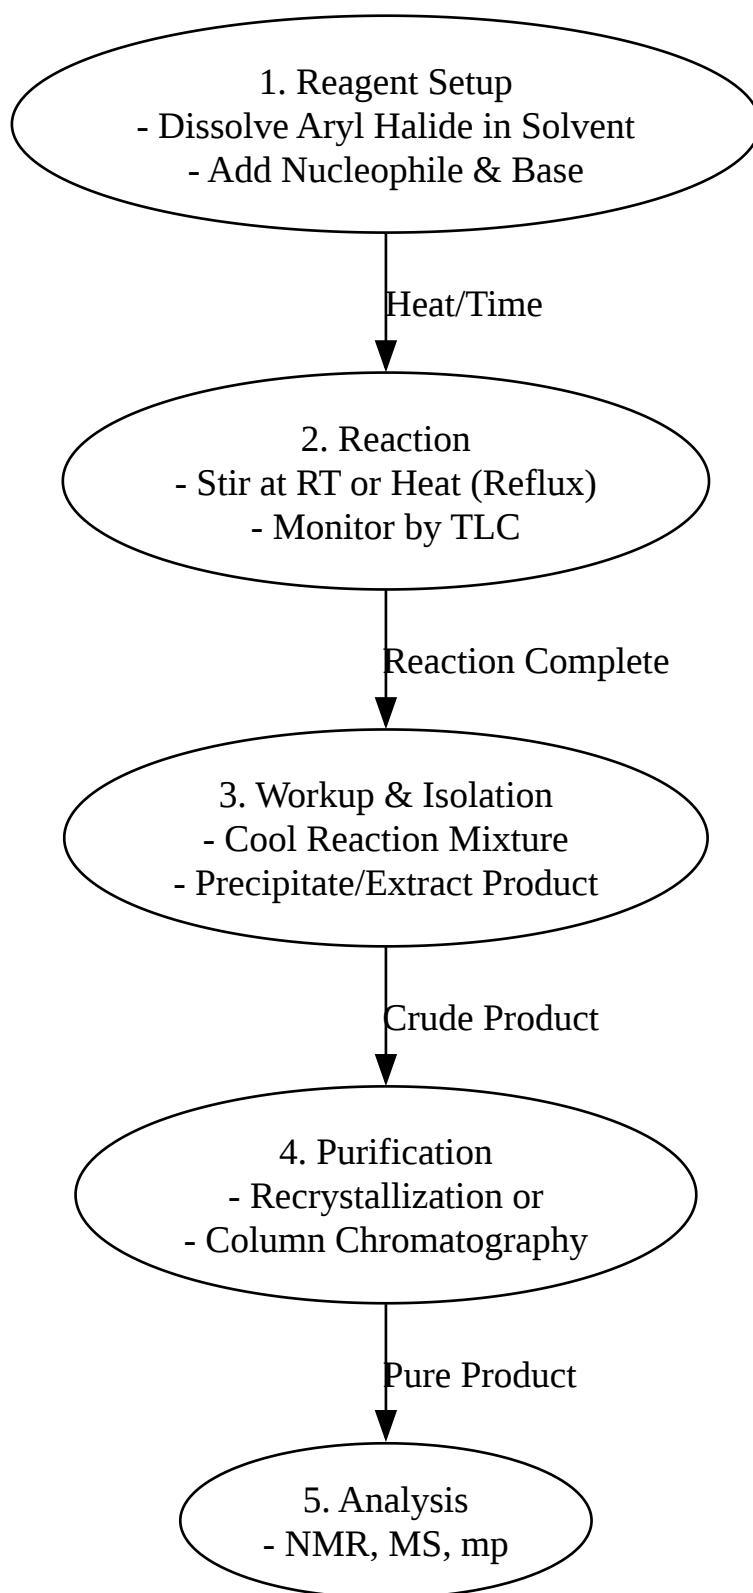 1. Reagent Setup
- Dissolve Aryl Halide in Solvent
- Add Nucleophile & Base
Heat/Time
2. Reaction
- Stir at RT or Heat (Reflux)
- Monitor by TLC
Reaction Complete
3. Workup & Isolation
- Cool Reaction Mixture
- Precipitate/Extract Product
Crude Product
4. Purification
- Recrystallization or
- Column Chromatography
Pure Product
5. Analysis
- NMR, MS, mp